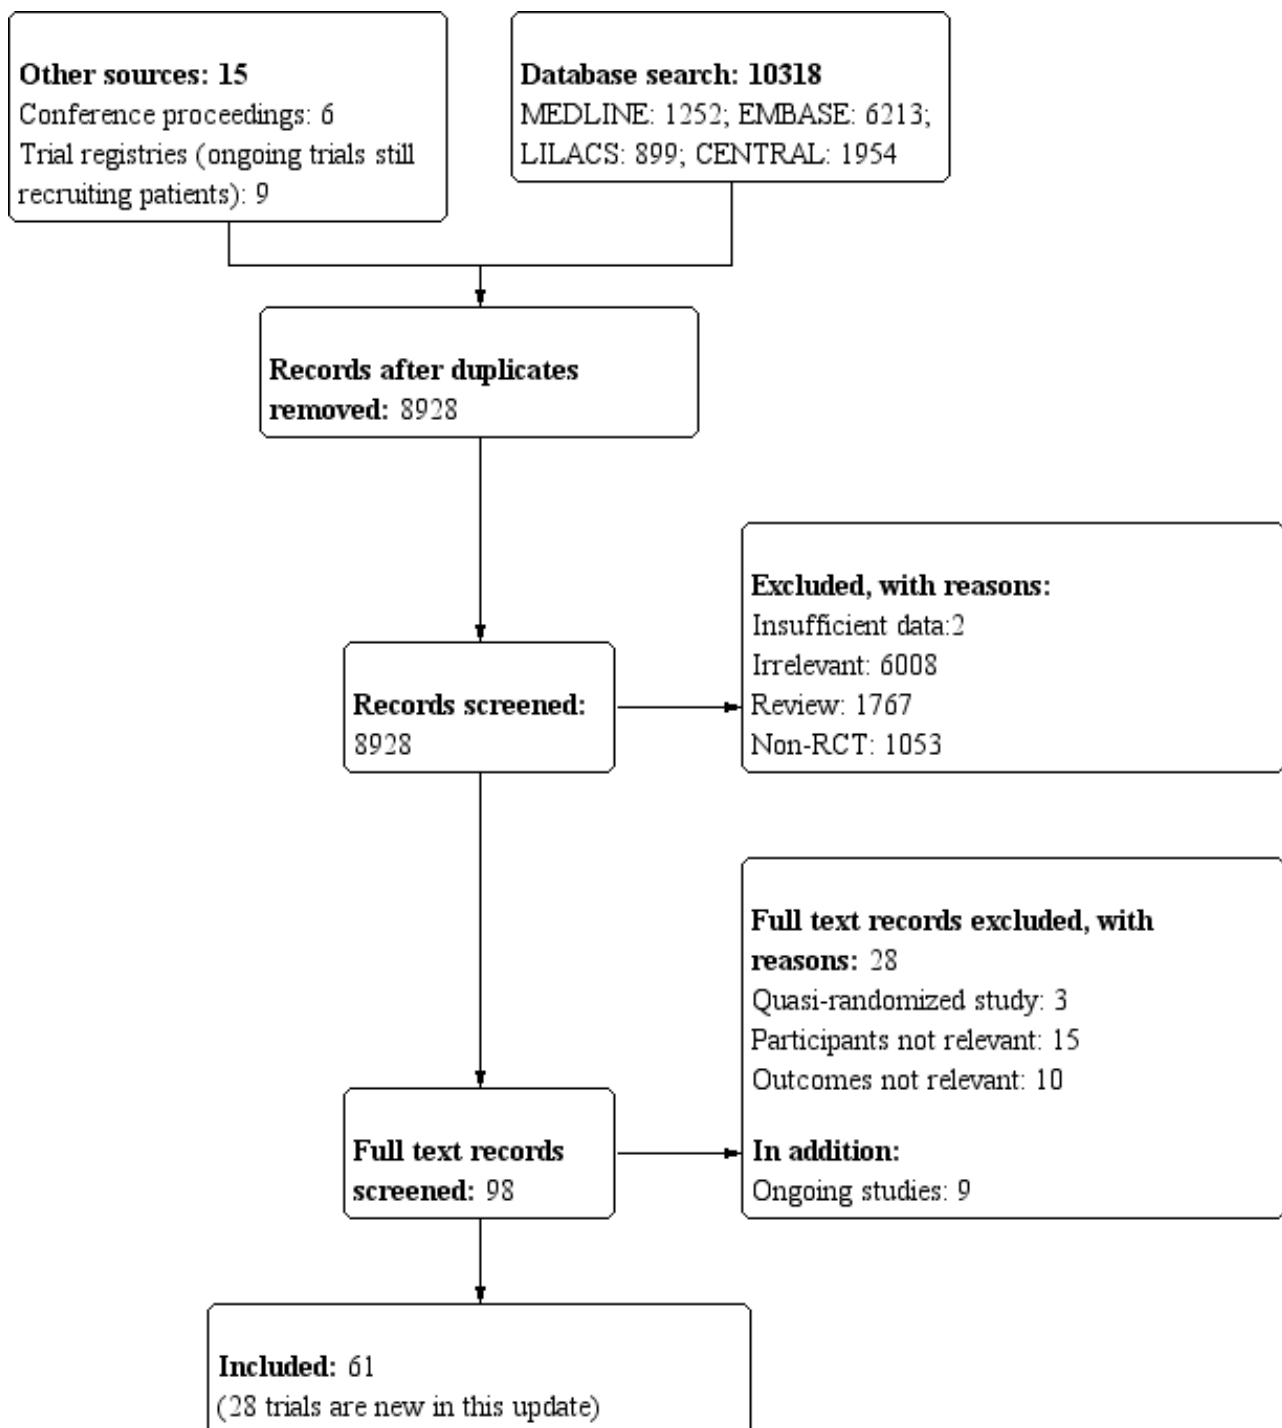 Other sources: 15
Conference proceedings: 6
Trial registries (ongoing trials still
recruiting patients): 9
Database search: 10318
MEDLINE: 1252; EMBASE: 6213;
LILACS: 899; CENTRAL: 1954
Records after duplicates
removed: 8928
Records screened:
8928
Excluded, with reasons:
Insufficient data:2
Irrelevant: 6008
Review: 1767
Non-RCT: 1053
Full text records
screened: 98
Full text records excluded, with
reasons: 28
Quasi-randomized study: 3
Participants not relevant: 15
Outcomes not relevant: 10
In addition:
Ongoing studies: 9
Included: 61
(28 trials are new in this update)